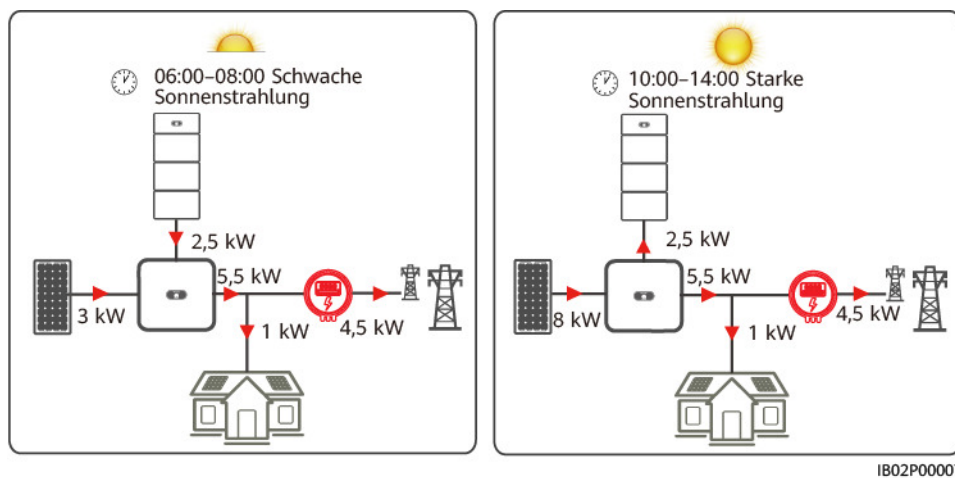 06:00–08:00 Schwache
Sonnenstrahlung
2,5 kW
5,5 kW
3 kW
1 kW
4,5 kW
10:00–14:00 Starke
Sonnenstrahlung
2,5 kW
5,5 kW
8 kW
1 kW
4,5 kW